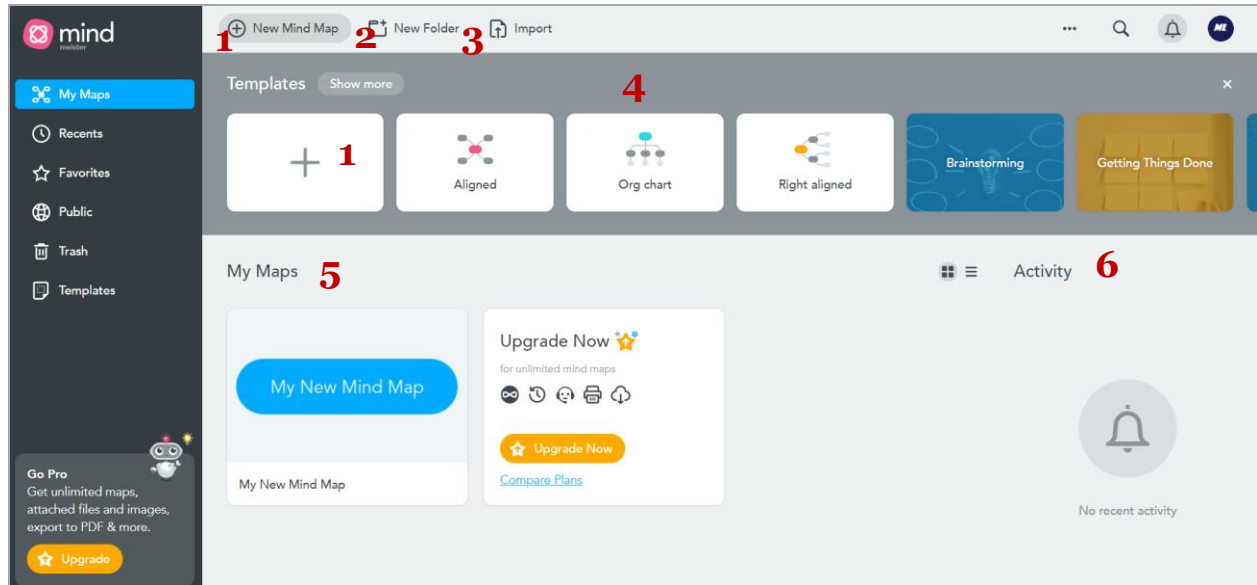 mind
meister
1 New Mind Map
2 New Folder
3 Import
ML
My Maps
Recents
Favorites
Public
Trash
Templates
Templates Show more 4
1
Aligned
Org chart
Right aligned
Brainstorming
Getting Things Done
My Maps 5
Activity 6
My New Mind Map
My New Mind Map
Upgrade Now
for unlimited mind maps
Upgrade Now
Compare Plans
No recent activity
Go Pro
Get unlimited maps,
attached files and images,
export to PDF & more.
Upgrade